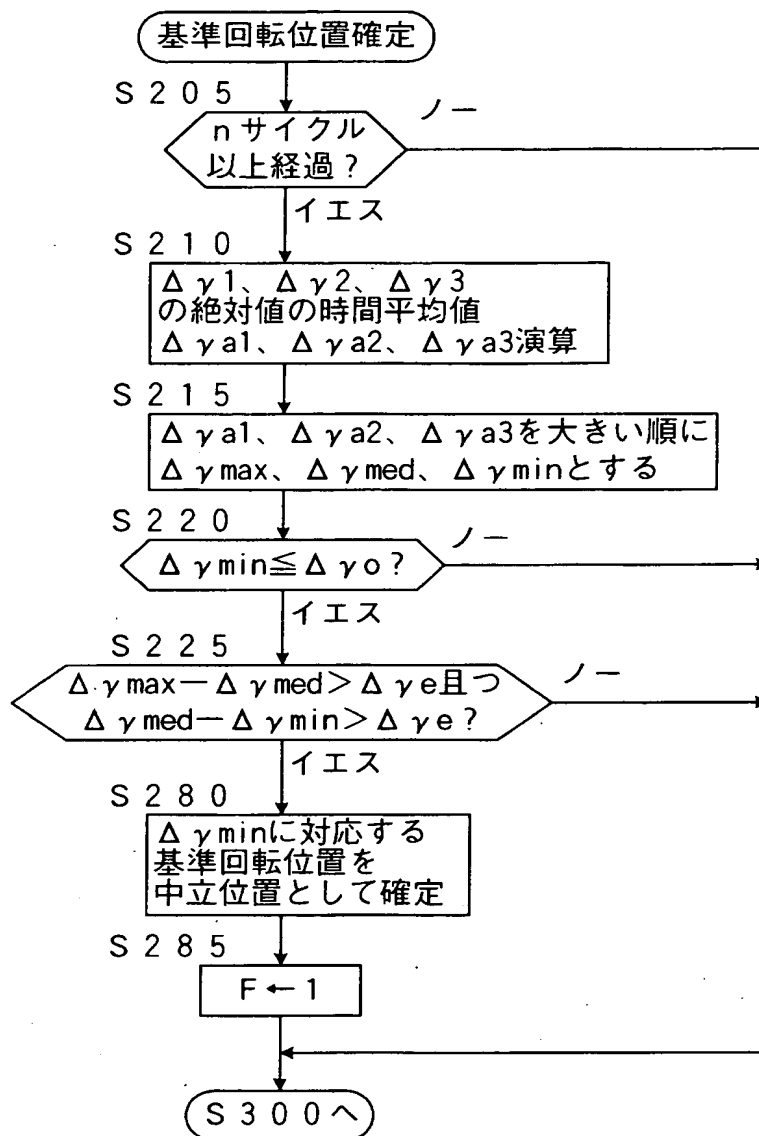 基準回転位置確定
S205
nサイクル
以上経過?
ノー
イエス
S210
Δγ1、Δγ2、Δγ3
の絶対値の時間平均値
Δγa1、Δγa2、Δγa3演算
S215
Δγa1、Δγa2、Δγa3を大きい順に
Δγmax、Δγmed、Δγminとする
S220
Δγmin≦Δγo?
ノー
イエス
S225
Δγmax−Δγmed>Δγe且つ
Δγmed−Δγmin>Δγe?
ノー
イエス
S280
Δγminに対応する
基準回転位置を
中立位置として確定
S285
F←1
S300へ